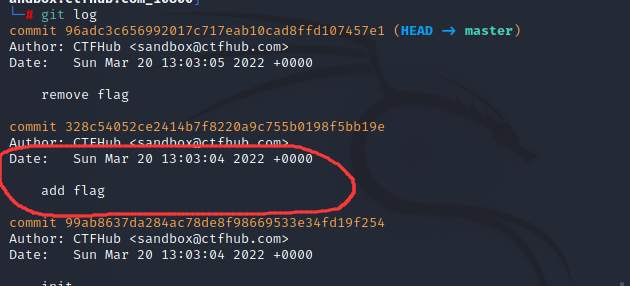 andbox.ctfhub.com_10800]
└─# git log
commit 96adc3c656992017c717eab10cad8ffd107457e1 (HEAD → master)
Author: CTFHub <sandbox@ctfhub.com>
Date:   Sun Mar 20 13:03:05 2022 +0000
remove flag
commit 328c54052ce2414b7f8220a9c755b0198f5bb19e
Author: CTFHub <sandbox@ctfhub.com>
Date:   Sun Mar 20 13:03:04 2022 +0000
add flag
commit 99ab8637da284ac78de8f98669533e34fd19f254
Author: CTFHub <sandbox@ctfhub.com>
Date:   Sun Mar 20 13:03:04 2022 +0000
init